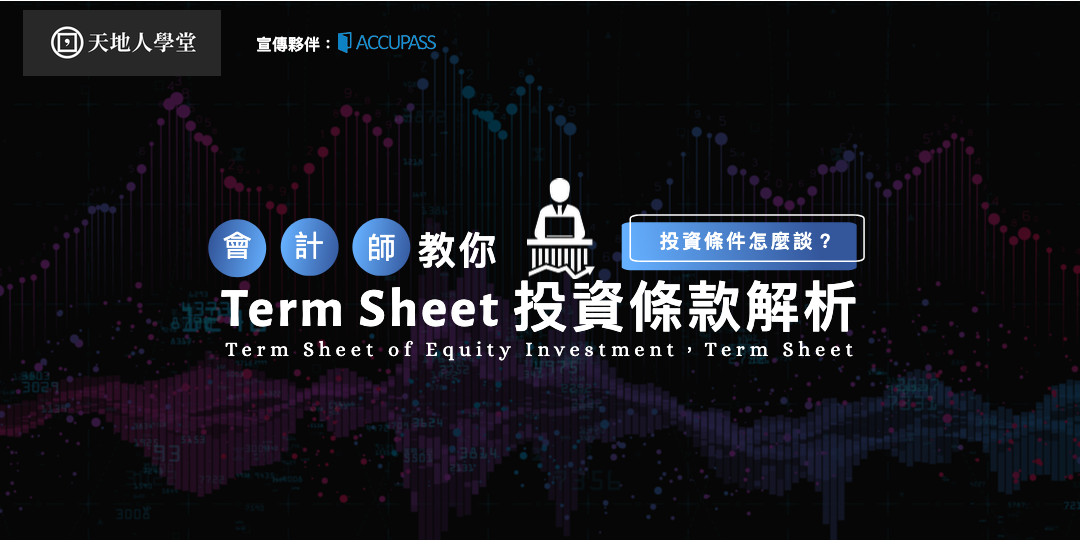 天地人學堂
宣傳夥伴：ACCUPASS
會計師教你
投資條件怎麼談？
Term Sheet 投資條款解析
Term Sheet of Equity Investment，Term Sheet